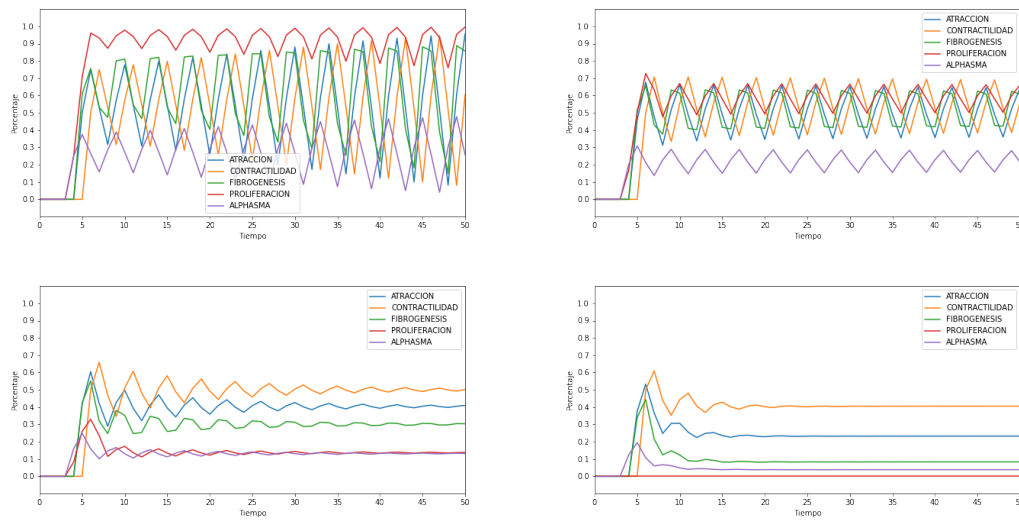 1.0
0.9
0.8
0.7
0.6
0.5
0.4
0.3
0.2
0.1
0.0
Porcentaje
0 5 10 15 20 25 30 35 40 45 50
Tiempo
ATRACCION
CONTRACTILIDAD
FIBROGENESIS
PROLIFERACION
ALPHASMA
1.0
0.9
0.8
0.7
0.6
0.5
0.4
0.3
0.2
0.1
0.0
Porcentaje
0 5 10 15 20 25 30 35 40 45 50
Tiempo
ATRACCION
CONTRACTILIDAD
FIBROGENESIS
PROLIFERACION
ALPHASMA
1.0
0.9
0.8
0.7
0.6
0.5
0.4
0.3
0.2
0.1
0.0
Porcentaje
0 5 10 15 20 25 30 35 40 45 50
Tiempo
ATRACCION
CONTRACTILIDAD
FIBROGENESIS
PROLIFERACION
ALPHASMA
1.0
0.9
0.8
0.7
0.6
0.5
0.4
0.3
0.2
0.1
0.0
Porcentaje
0 5 10 15 20 25 30 35 40 45 5
Tiempo
ATRACCION
CONTRACTILIDAD
FIBROGENESIS
PROLIFERACION
ALPHASMA